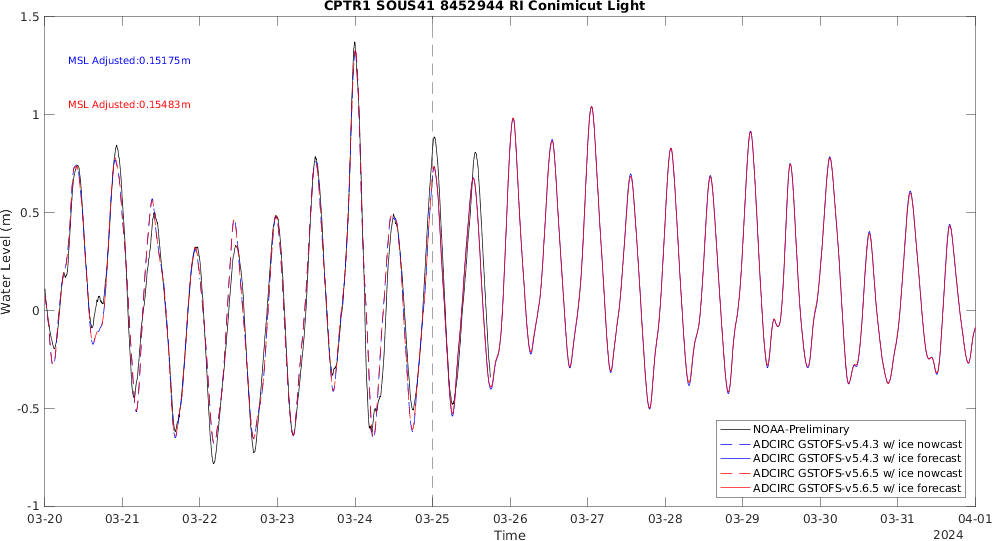 CPTR1 SOUS41 8452944 RI Conimicut Light
1.5
MSL Adjusted:0.15175m
MSL Adjusted:0.15483m
1
0.5
0
-0.5
-1
Water Level (m)
NOAA-Preliminary
ADCIRC GSTOFS-v5.4.3 w/ ice nowcast
ADCIRC GSTOFS-v5.4.3 w/ ice forecast
ADCIRC GSTOFS-v5.6.5 w/ ice nowcast
ADCIRC GSTOFS-v5.6.5 w/ ice forecast
03-20 03-21 03-22 03-23 03-24 03-25 03-26 03-27 03-28 03-29 03-30 03-31 04-01
Time
2024